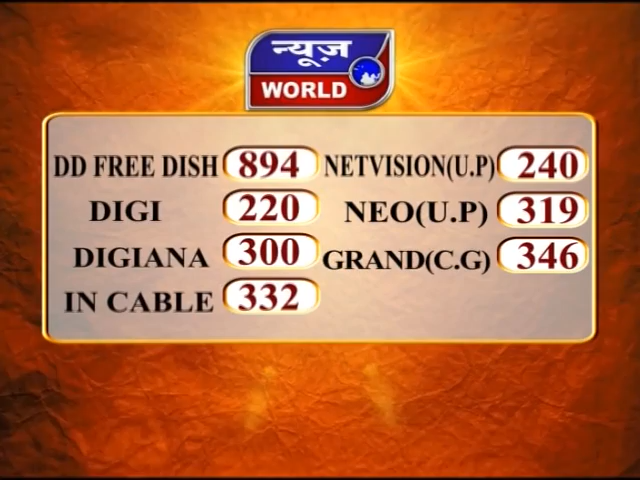 न्यूज़
WORLD
DD FREE DISH 894 NETVISION(U.P) 240
DIGI 220 NEO(U.P) 319
DIGIANA 300 GRAND(C.G) 346
IN CABLE 332